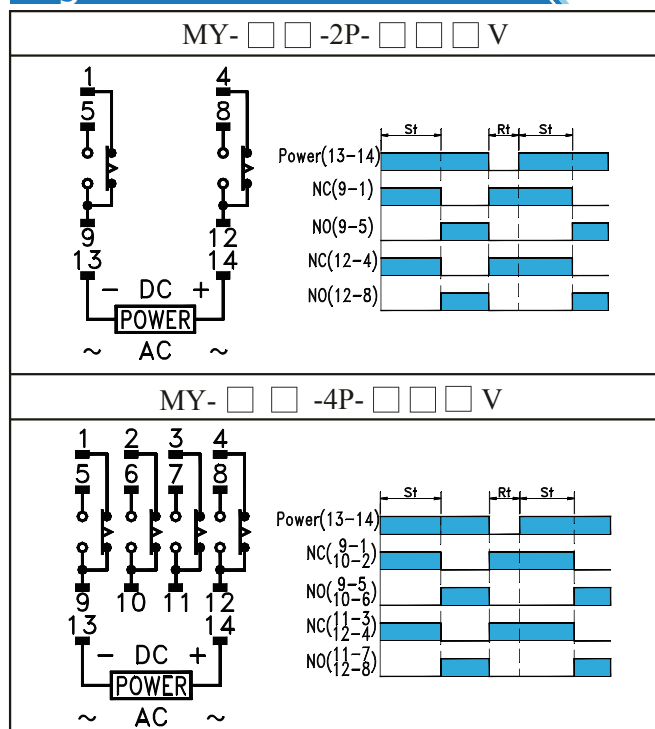 MY- □ □ -2P- □ □ □ V
1 4
5 8
9 12
13 14
- DC +
POWER
~ AC ~
St Rt St
Power(13-14)
NC(9-1)
NO(9-5)
NC(12-4)
NO(12-8)
MY- □ □ -4P- □ □ □ V
1 2 3 4
5 6 7 8
9 10 11 12
13 14
- DC +
POWER
~ AC ~
St Rt St
Power(13-14)
NC(9-1 10-2)
NO(9-5 10-6)
NC(11-3 12-4)
NO(11-7 12-8)